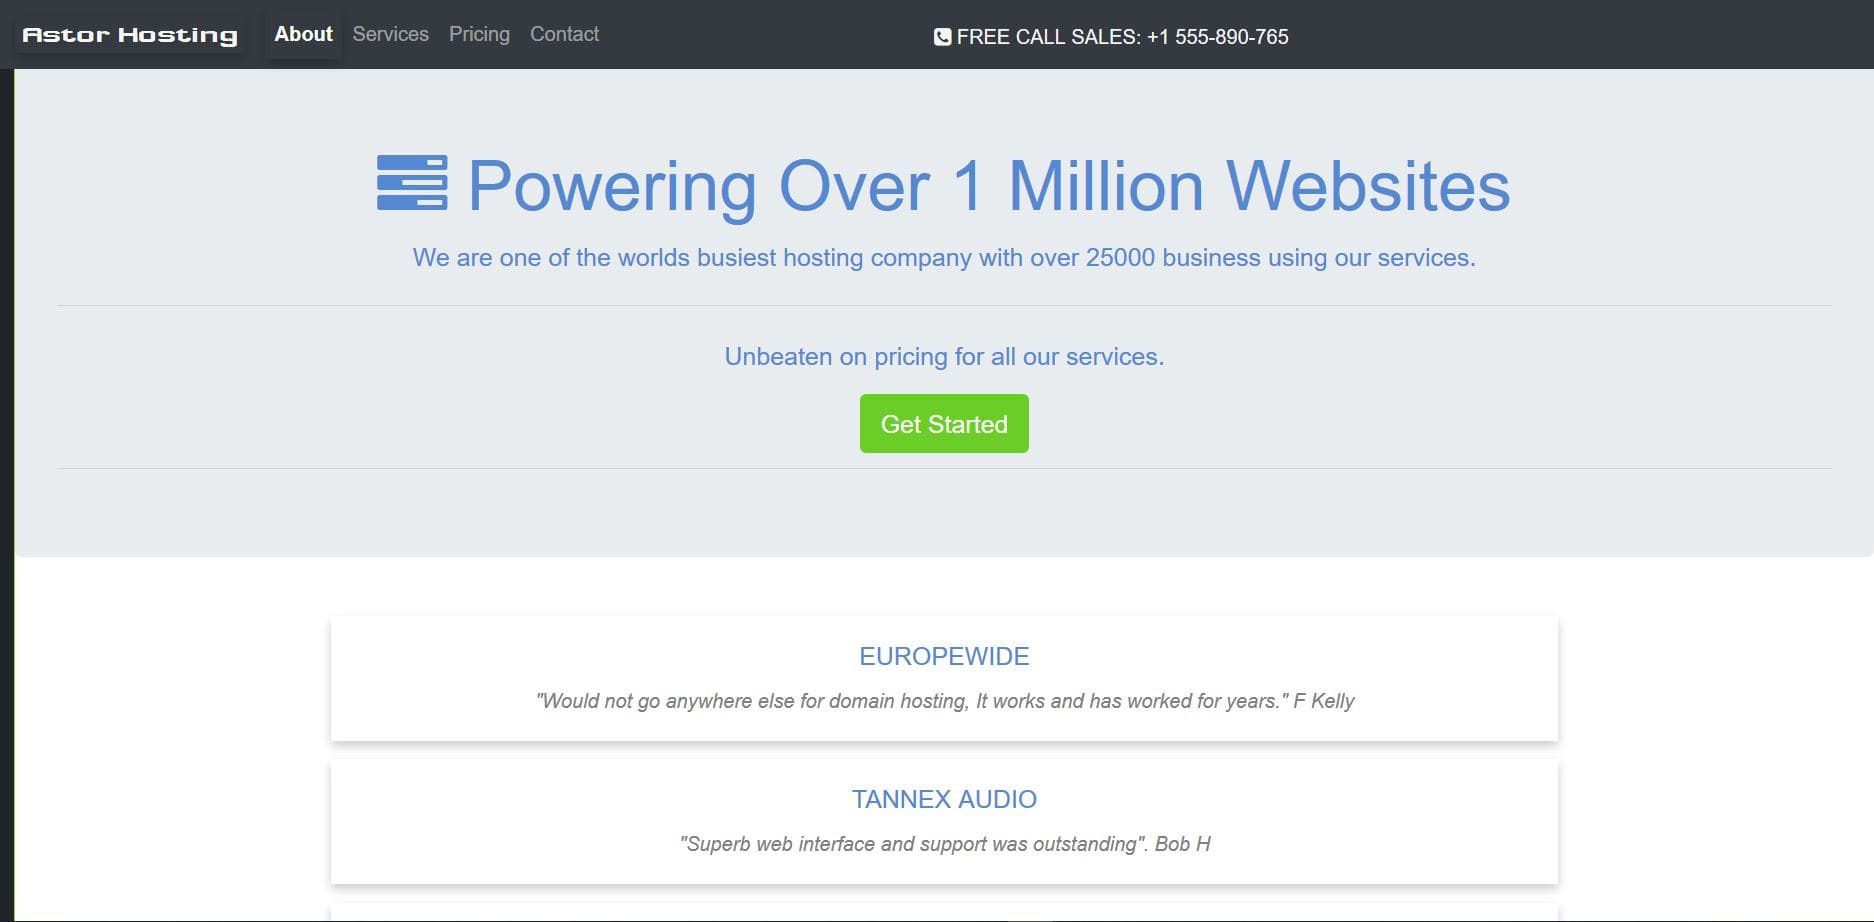 Astor Hosting About Services Pricing Contact FREE CALL SALES: +1 555-890-765
Powering Over 1 Million Websites
We are one of the worlds busiest hosting company with over 25000 business using our services.
Unbeaten on pricing for all our services.
Get Started
EUROPEWIDE
"Would not go anywhere else for domain hosting, It works and has worked for years." F Kelly
TANNEX AUDIO
"Superb web interface and support was outstanding". Bob H